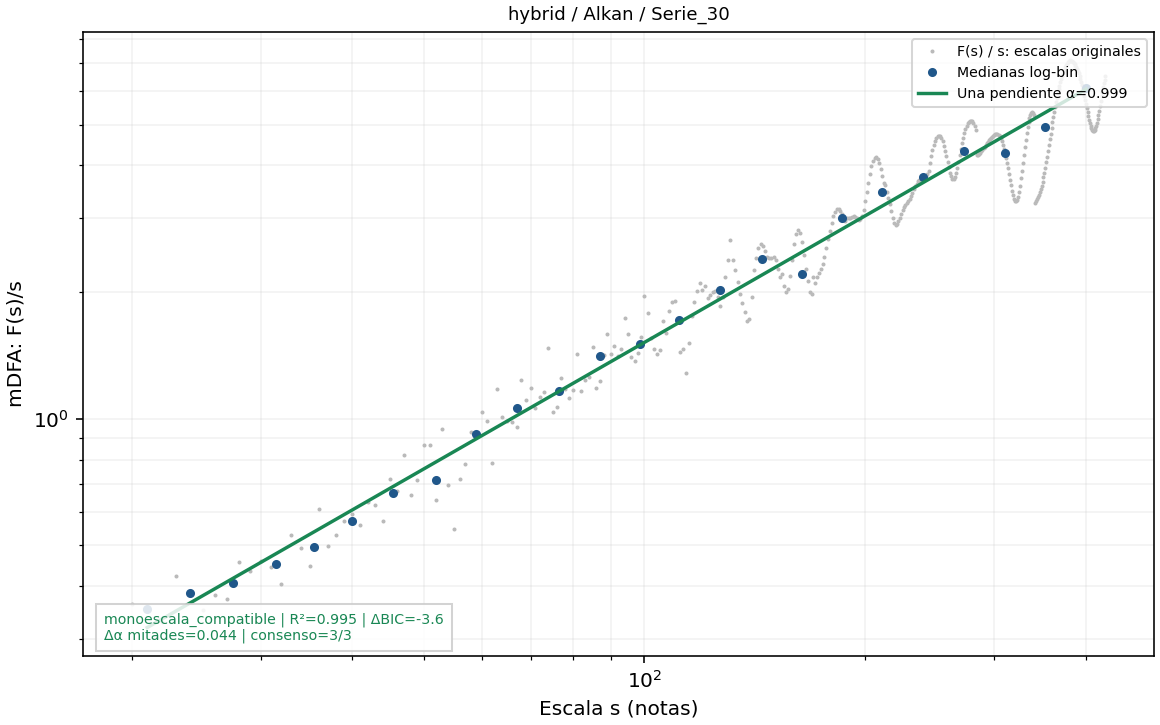 hybrid / Alkan / Serie_30
F(s) / s: escalas originales
Medianas log-bin
Una pendiente α=0.999
mDFA: F(s)/s
10⁰
monoescala_compatible | R²=0.995 | ΔBIC=-3.6
Δα mitades=0.044 | consenso=3/3
10²
Escala s (notas)